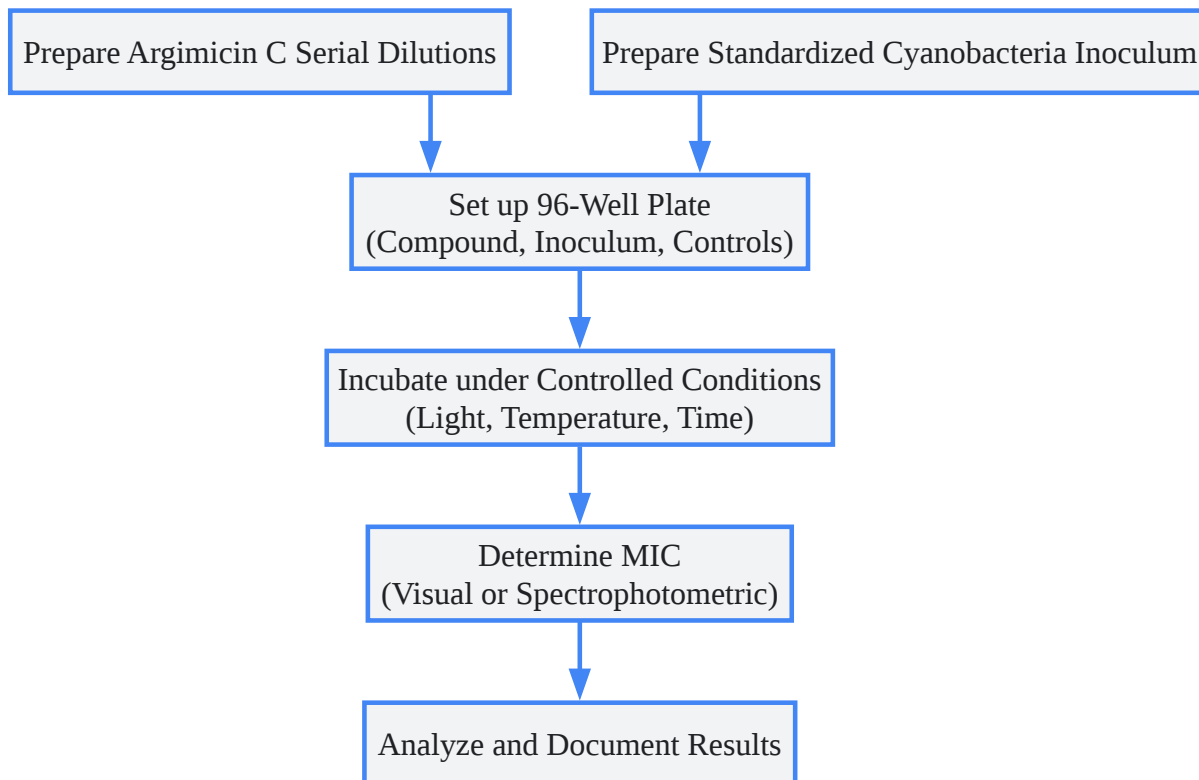 Prepare Argimicin C Serial Dilutions
Prepare Standardized Cyanobacteria Inoculum
Set up 96-Well Plate
(Compound, Inoculum, Controls)
Incubate under Controlled Conditions
(Light, Temperature, Time)
Determine MIC
(Visual or Spectrophotometric)
Analyze and Document Results